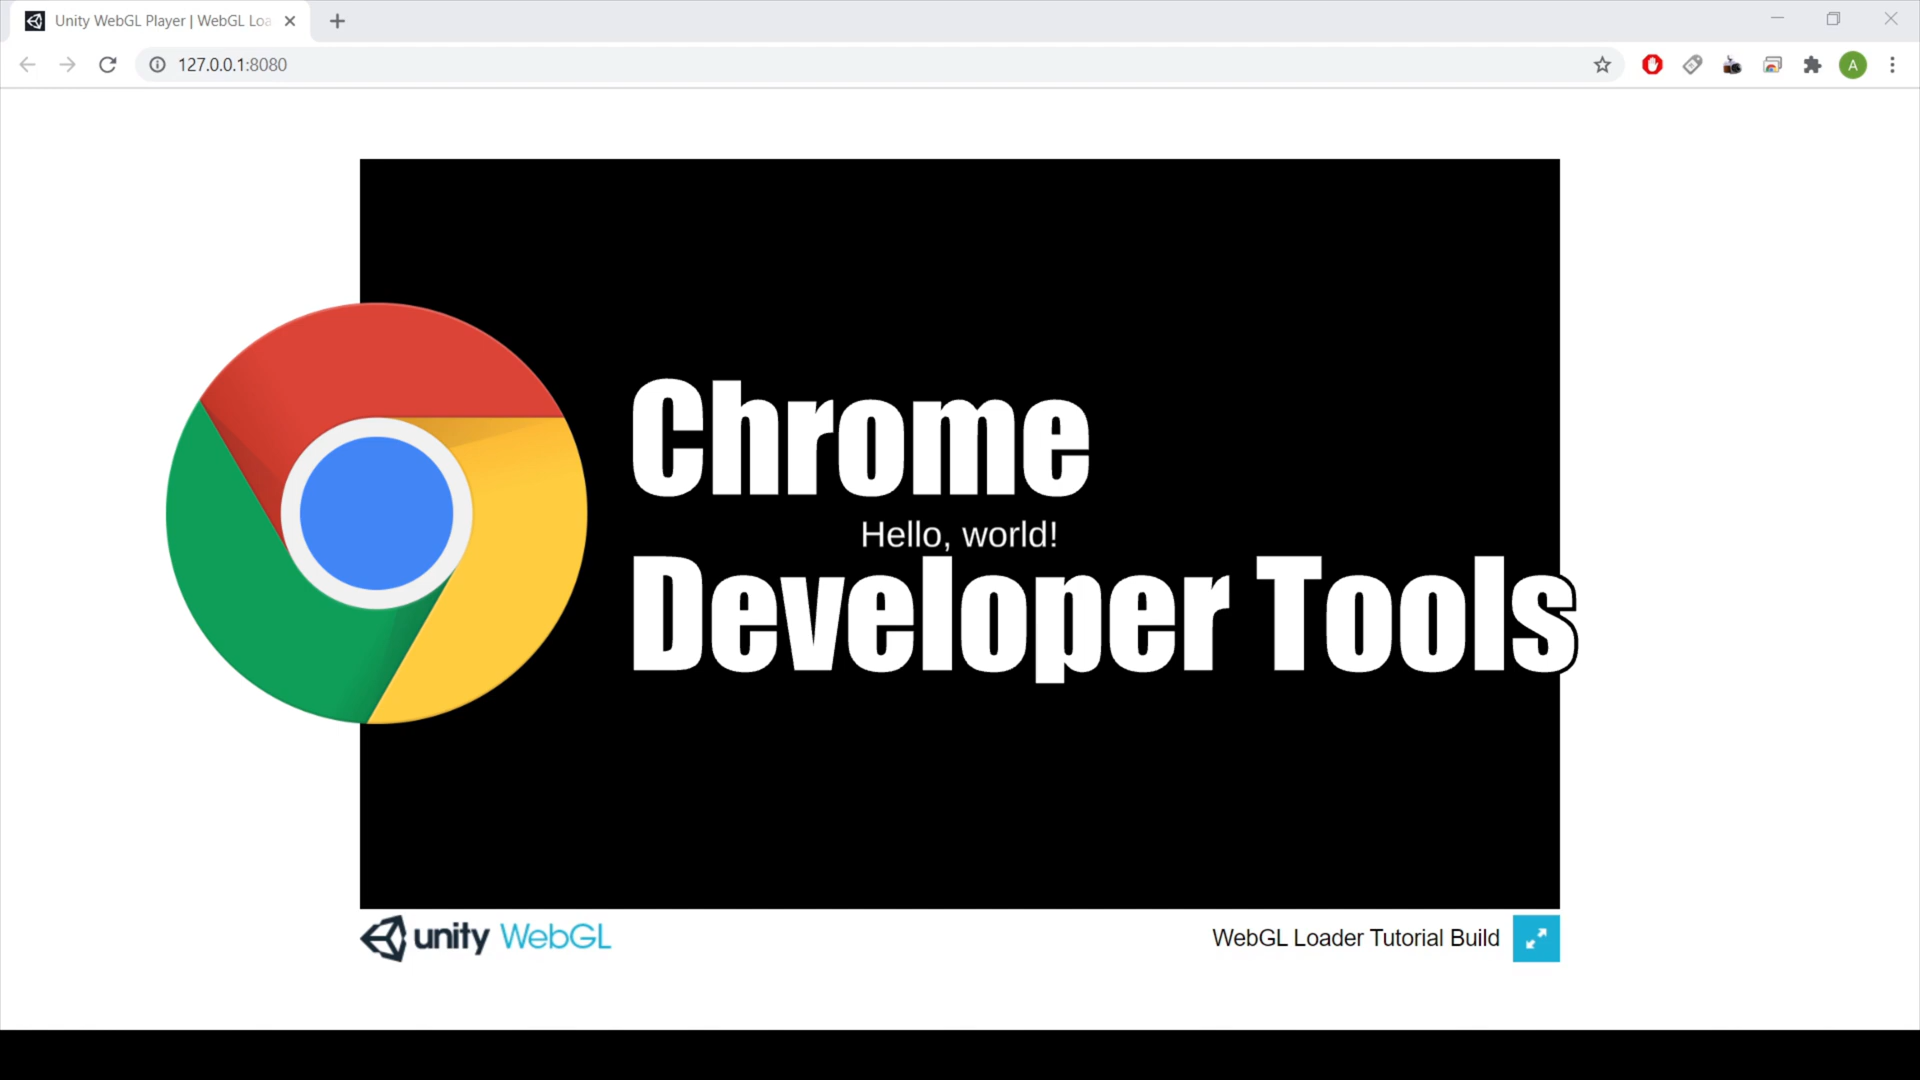 Unity WebGL Player | WebGL Loa
127.0.0.1:8080
A
Chrome
Hello, world!
Developer Tools
unity WebGL
WebGL Loader Tutorial Build